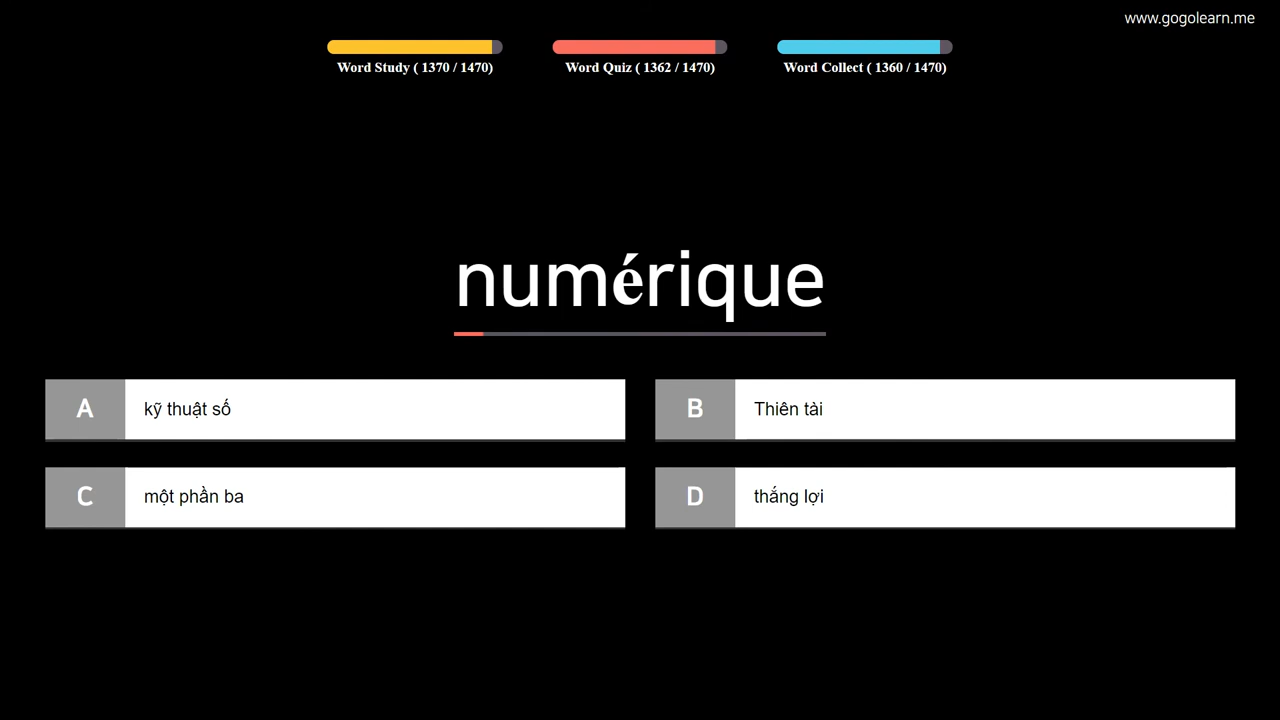 www.gogolearn.me
Word Study ( 1370 / 1470)
Word Quiz ( 1362 / 1470)
Word Collect ( 1360 / 1470)
numérique
A kỹ thuật số
B Thiên tài
C một phần ba
D thắng lợi